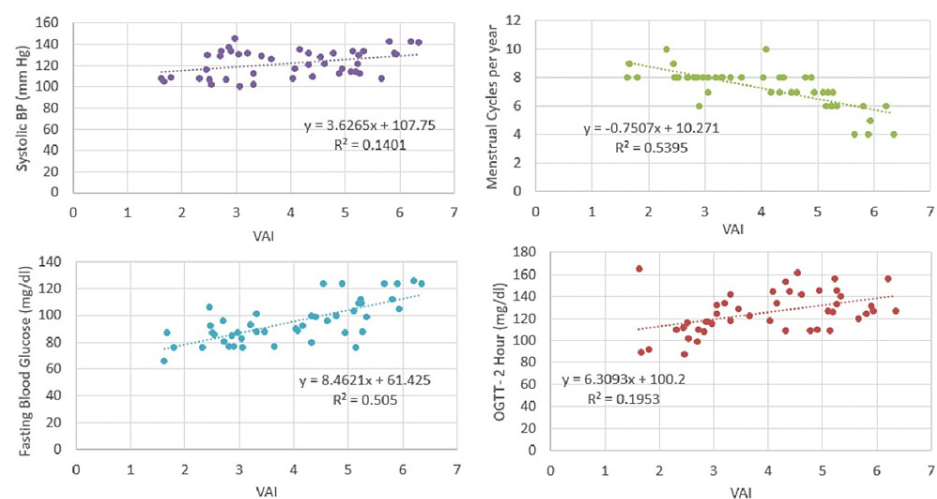 160
140
120
100
80
60
40
20
0
Systolic BP (mm Hg)
y = 3.6265x + 107.75
R² = 0.1401
0 1 2 3 4 5 6 7
VAI
12
10
8
6
4
2
0
Menstrual Cycles per year
y = -0.7507x + 10.271
R² = 0.5395
0 1 2 3 4 5 6 7
VAI
140
120
100
80
60
40
20
0
Fasting Blood Glucose (mg/dl)
y = 8.4621x + 61.425
R² = 0.505
0 1 2 3 4 5 6 7
VAI
180
160
140
120
100
80
60
40
20
0
OGTT- 2 Hour (mg/dl)
y = 6.3093x + 100.2
R² = 0.1953
0 1 2 3 4 5 6 7
VAI